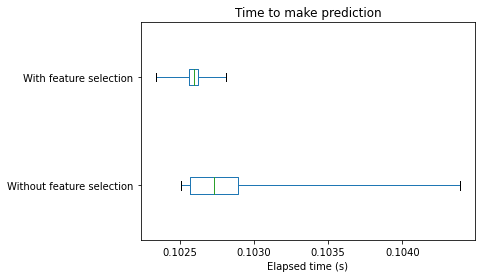 Time to make prediction
With feature selection
Without feature selection
0.1025 0.1030 0.1035 0.1040
Elapsed time (s)